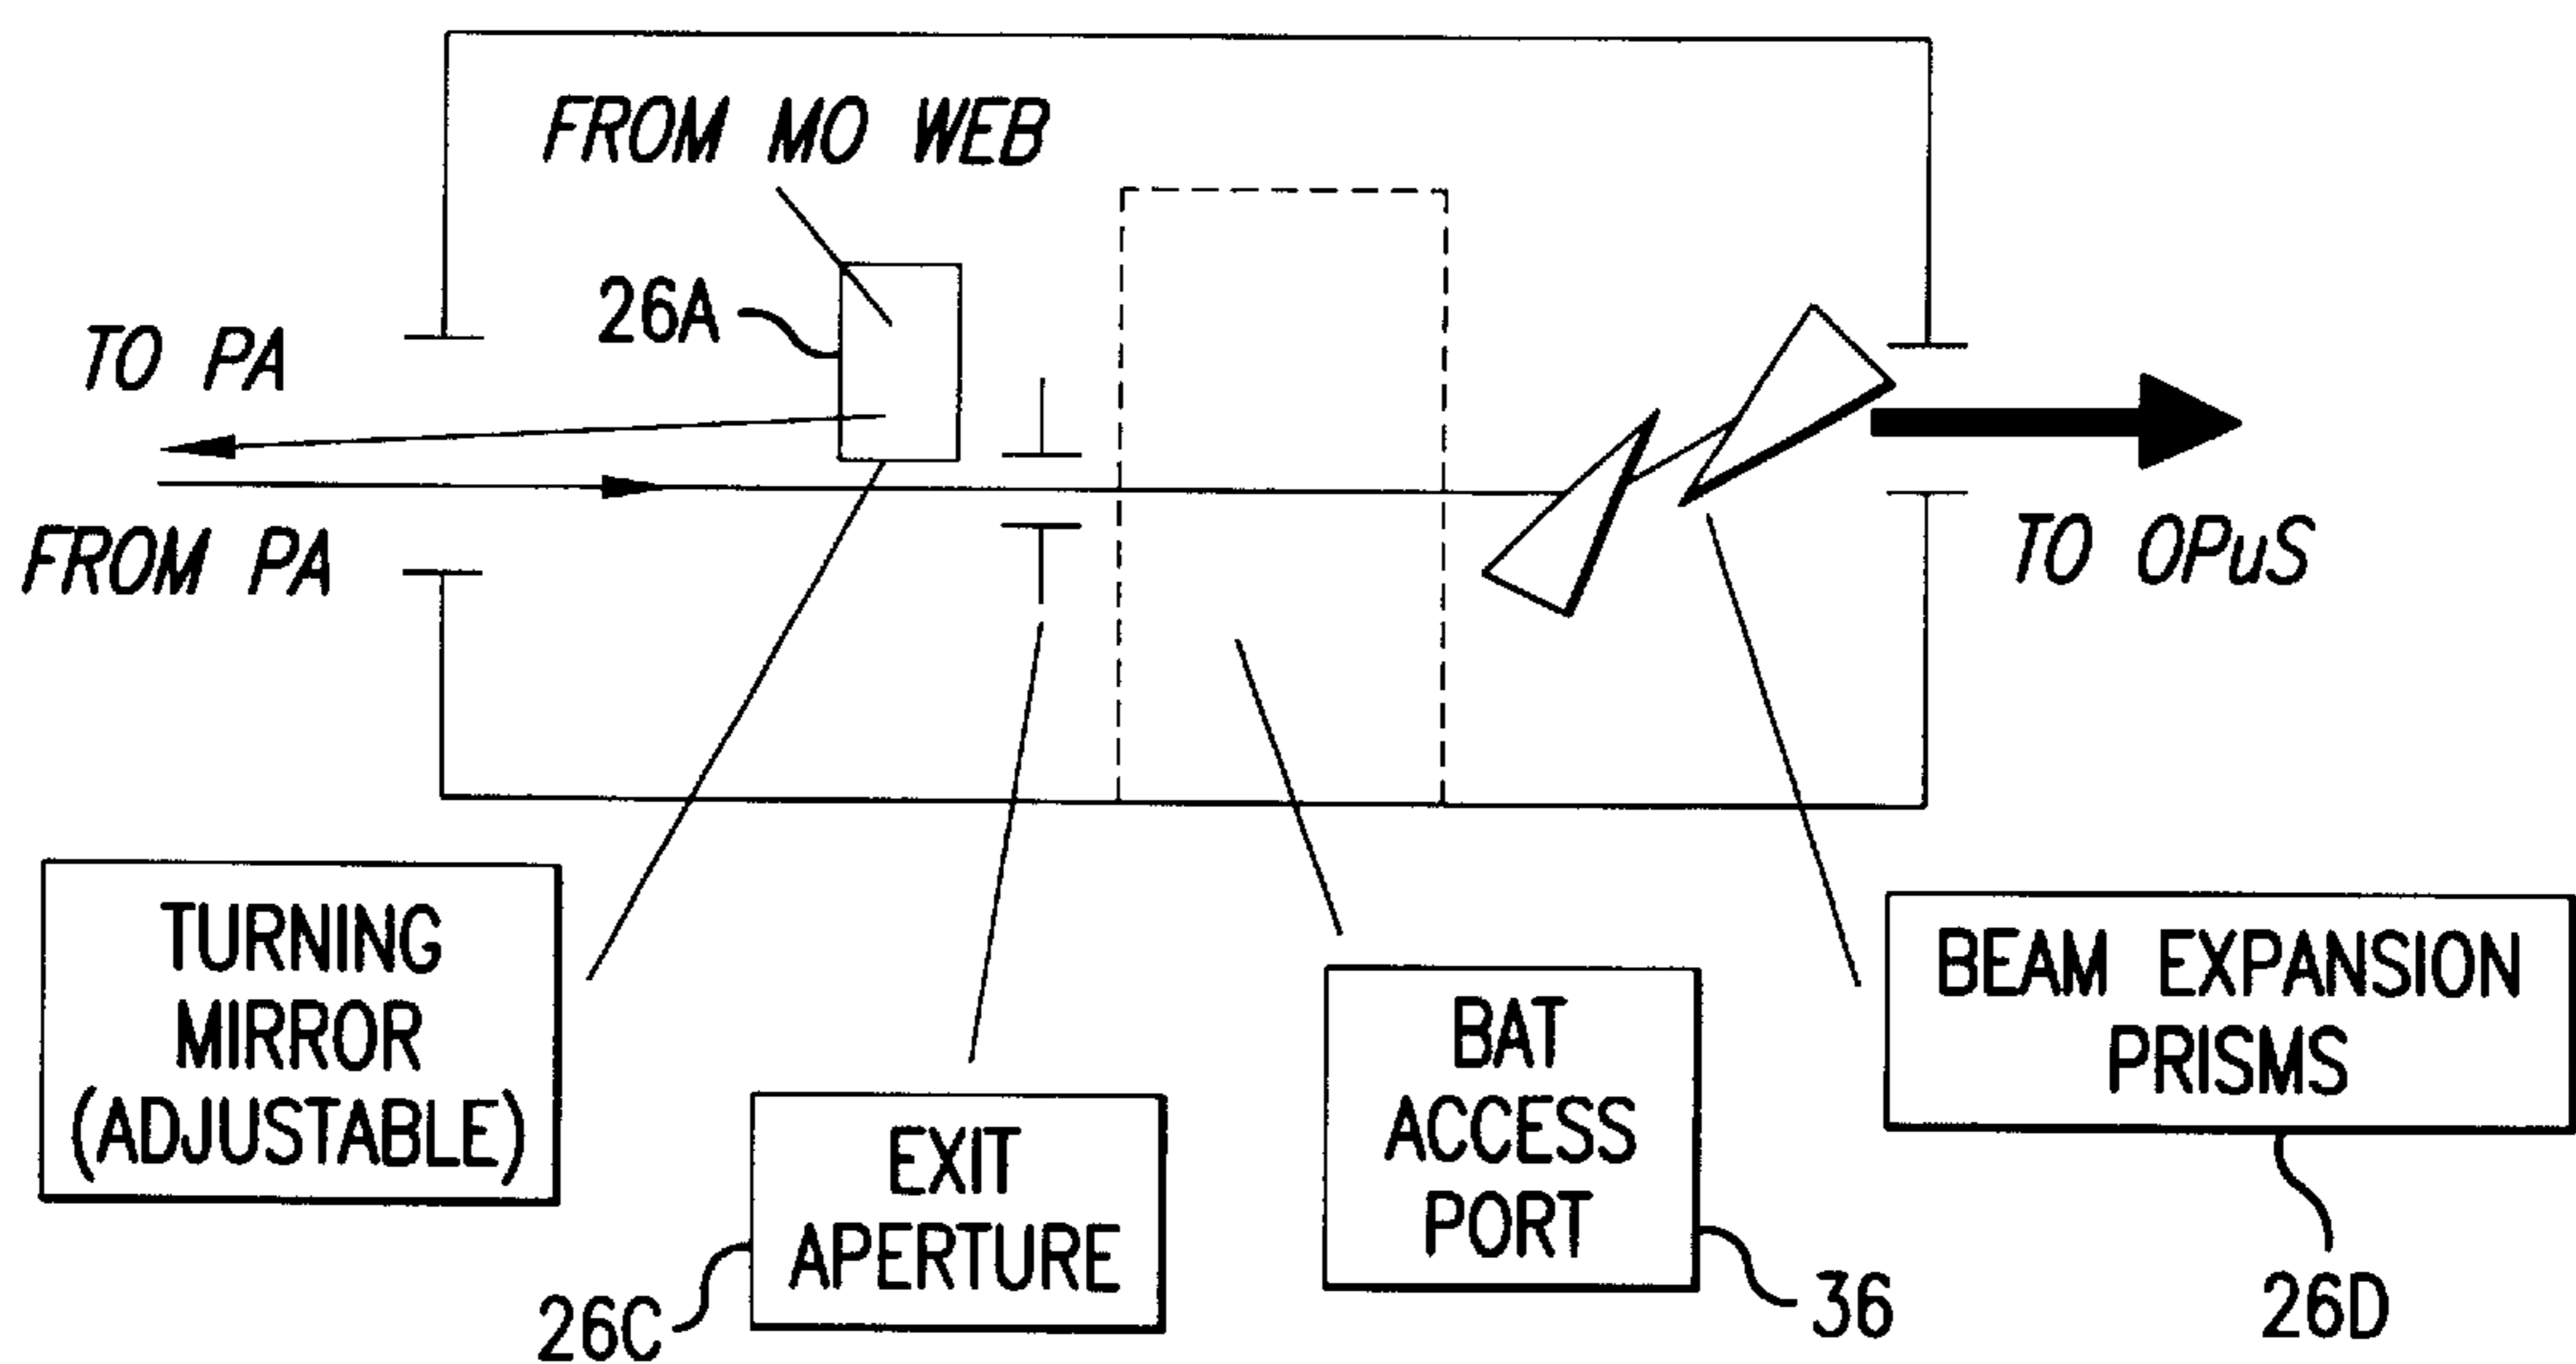 FROM MO WEB
26A
TO PA
FROM PA
TO OPuS
TURNING
MIRROR
(ADJUSTABLE)
EXIT
APERTURE
26C
BAT
ACCESS
PORT
36
BEAM EXPANSION
PRISMS
26D